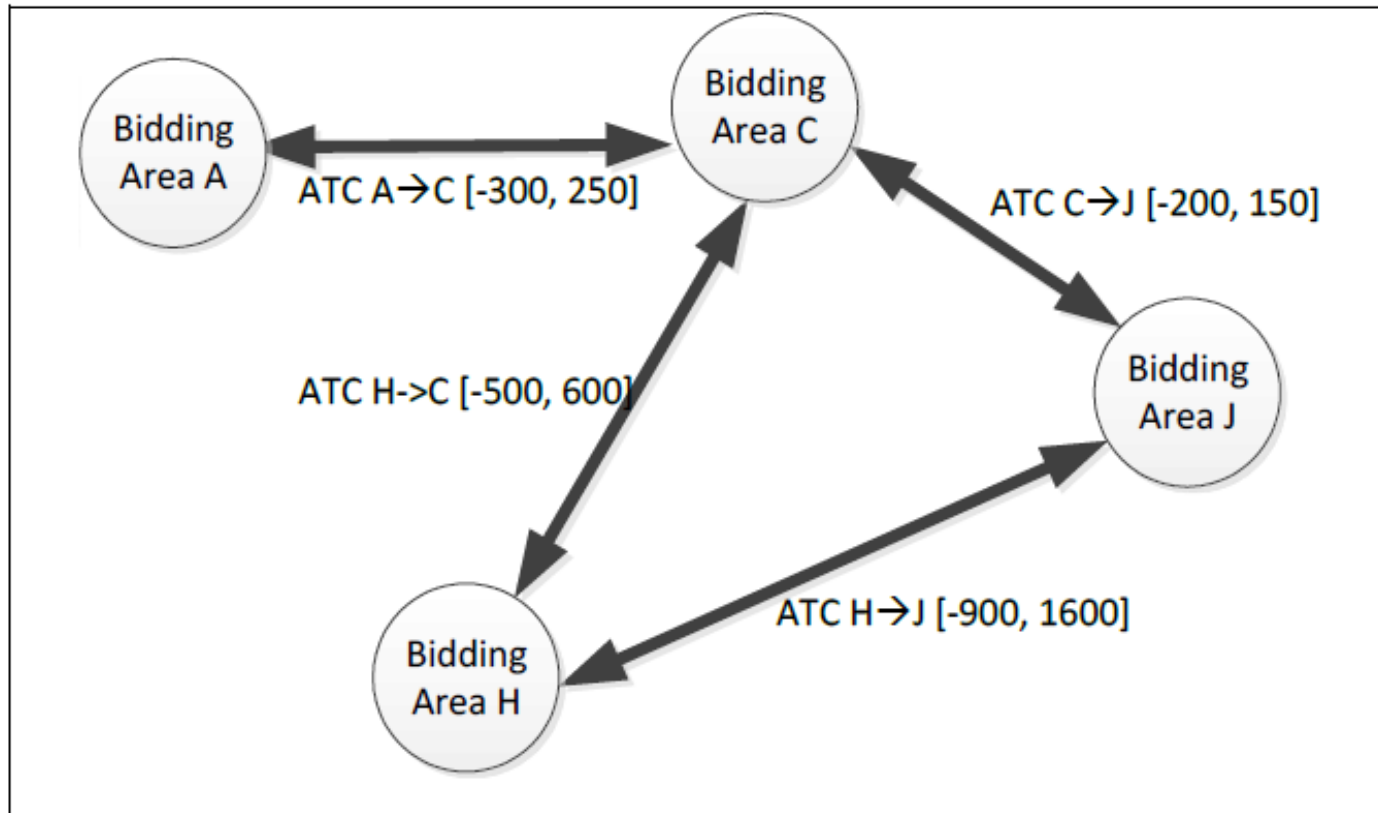 Bidding
Area A
Bidding
Area C
ATC A→C [-300, 250]
ATC C→J [-200, 150]
ATC H->C [-500, 600]
Bidding
Area J
ATC H→J [-900, 1600]
Bidding
Area H